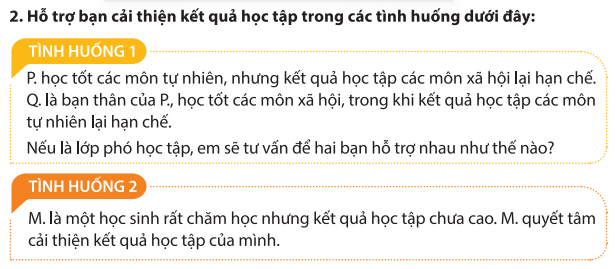 2. Hỗ trợ bạn cải thiện kết quả học tập trong các tình huống dưới đây:
TÌNH HUỐNG 1
P. học tốt các môn tự nhiên, nhưng kết quả học tập các môn xã hội lại hạn chế.
Q. là bạn thân của P., học tốt các môn xã hội, trong khi kết quả học tập các môn
tự nhiên lại hạn chế.
Nếu là lớp phó học tập, em sẽ tư vấn để hai bạn hỗ trợ nhau như thế nào?
TÌNH HUỐNG 2
M. là một học sinh rất chăm học nhưng kết quả học tập chưa cao. M. quyết tâm
cải thiện kết quả học tập của mình.